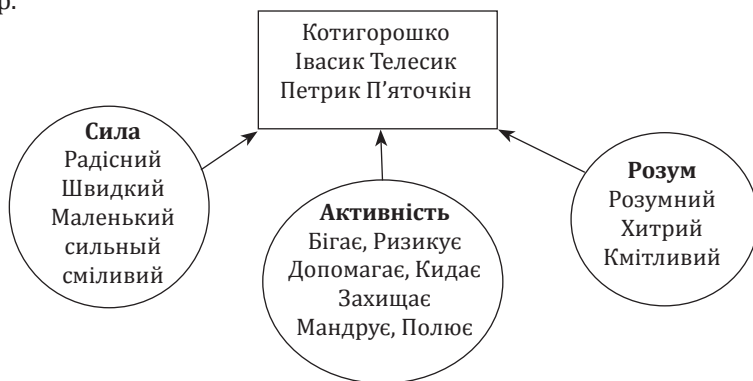 р.
Котигорошко
Івасик Телесик
Петрик П’яточкін
Сила
Радісний
Швидкий
Маленький
сильный
сміливий
Активність
Бігає, Ризикує
Допомагає, Кидає
Захищає
Мандрує, Полює
Розум
Розумний
Хитрий
Кмітливий